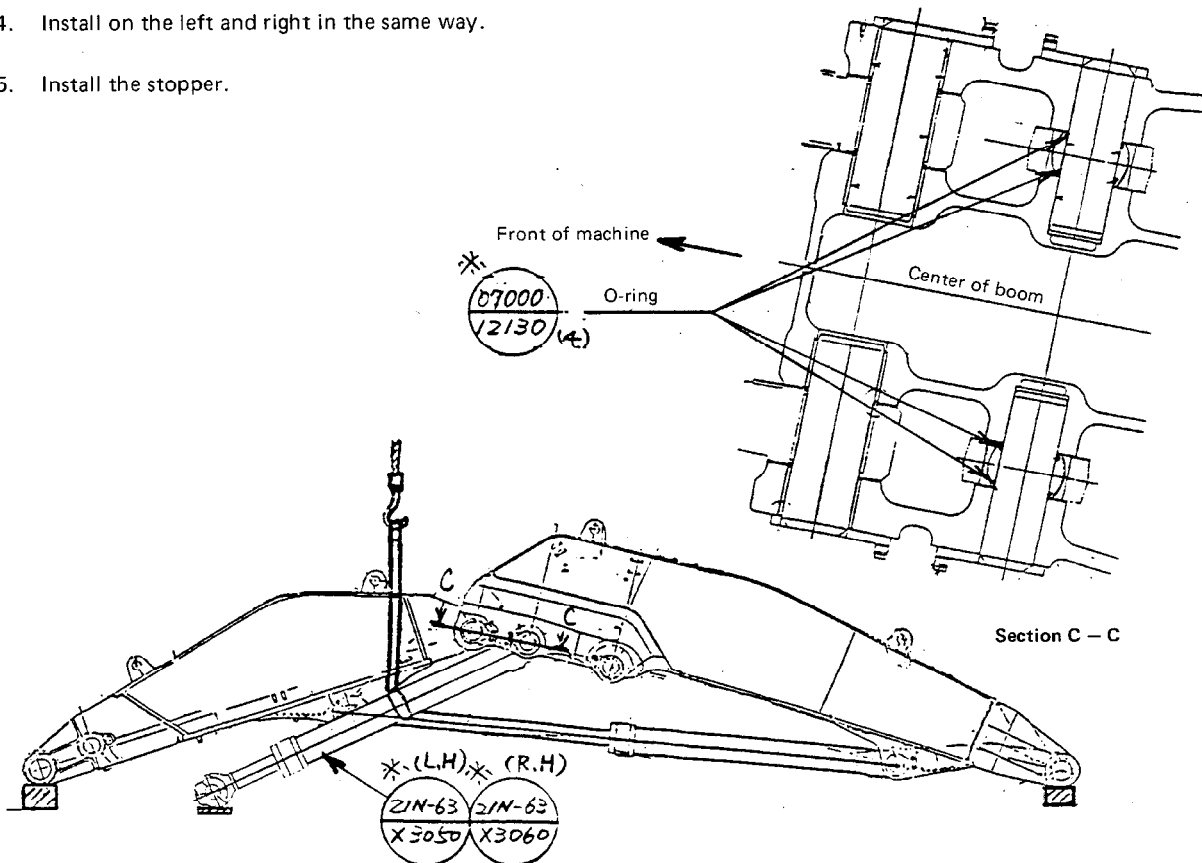 4. Install on the left and right in the same way.
5. Install the stopper.
Front of machine
※
07000
12130
(4)
O-ring
Center of boom
C
C
Section C – C
※ (L.H) ※ (R.H)
21N-63 21N-63
X3050 X3060